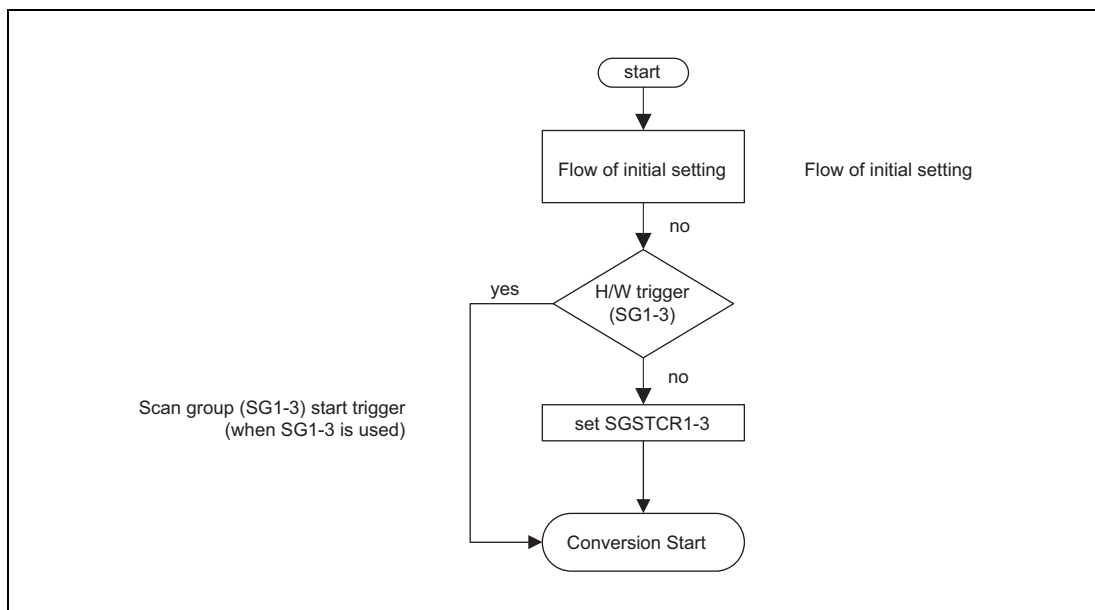 start
Flow of initial setting
Flow of initial setting
no
yes
H/W trigger
(SG1-3)
no
Scan group (SG1-3) start trigger
(when SG1-3 is used)
set SGSTCR1-3
Conversion Start